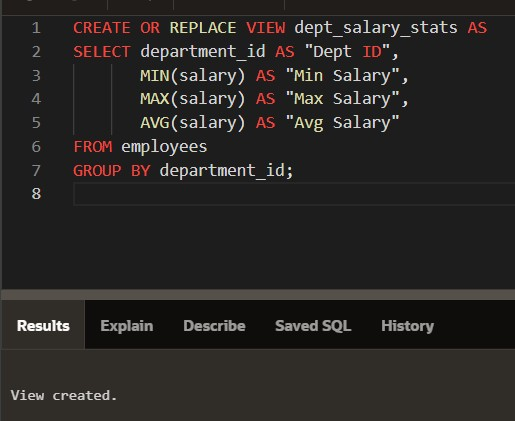 1 CREATE OR REPLACE VIEW dept_salary_stats AS
2 SELECT department_id AS "Dept ID",
3 MIN(salary) AS "Min Salary",
4 MAX(salary) AS "Max Salary",
5 AVG(salary) AS "Avg Salary"
6 FROM employees
7 GROUP BY department_id;
8
Results Explain Describe Saved SQL History
View created.